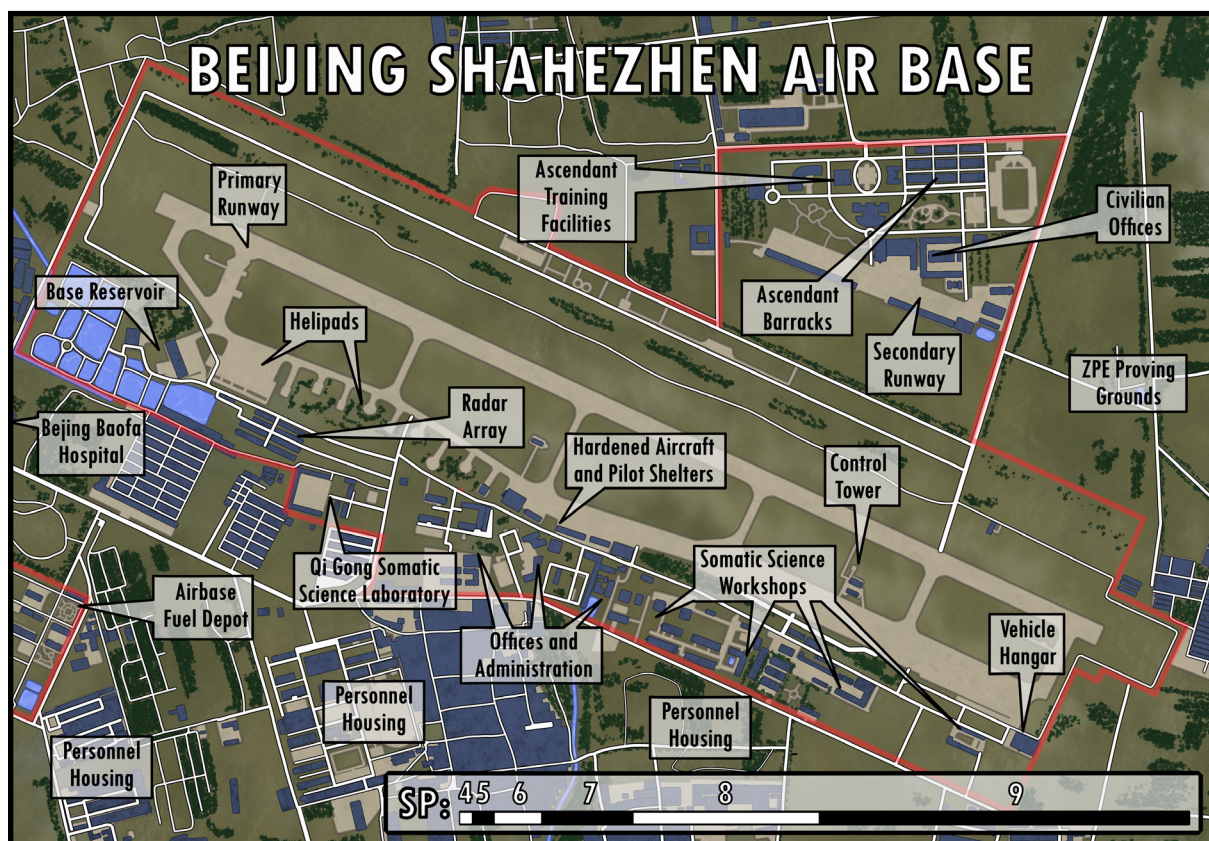 BEIJING SHAHEZHEN AIR BASE
Primary
Runway
Ascendant
Training
Facilities
Civilian
Offices
Base Reservoir
Helipads
Ascendant
Barracks
Secondary
Runway
ZPE Proving
Grounds
Bejing Baofa
Hospital
Radar
Array
Hardened Aircraft
and Pilot Shelters
Control
Tower
Qi Gong Somatic
Science Laboratory
Somatic Science
Workshops
Airbase
Fuel Depot
Offices and
Administration
Vehicle
Hangar
Personnel
Housing
Personnel
Housing
Personnel
Housing
SP: 4 5 6 7 8 9